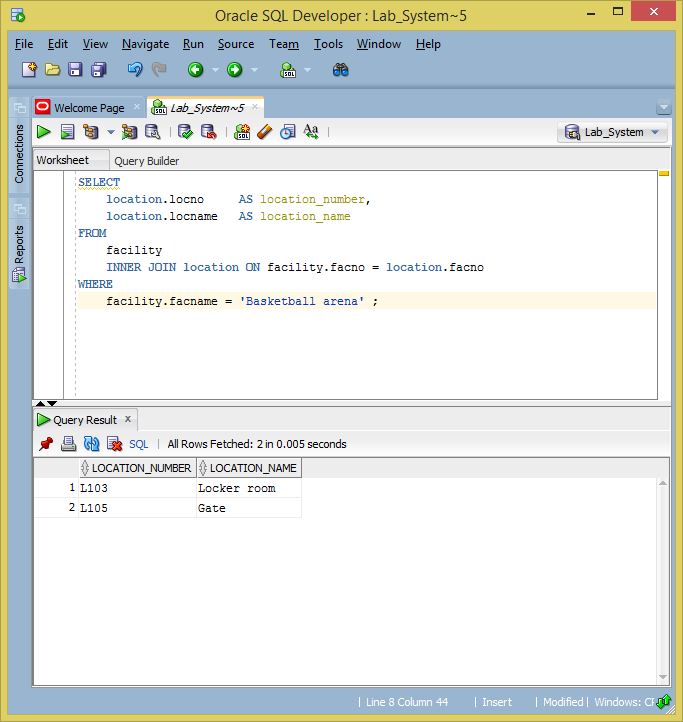 Oracle SQL Developer : Lab_System~5
File Edit View Navigate Run Source Team Tools Window Help
Connections
Reports
Welcome Page
Lab_System~5
Lab_System
Worksheet Query Builder
SELECT
location.locno AS location_number,
location.locname AS location_name
FROM
facility
INNER JOIN location ON facility.facno = location.facno
WHERE
facility.facname = 'Basketball arena' ;
Query Result
SQL | All Rows Fetched: 2 in 0.005 seconds
LOCATION_NUMBER LOCATION_NAME
1 L103 Locker room
2 L105 Gate
Line 8 Column 44 | Insert | Modified | Windows: